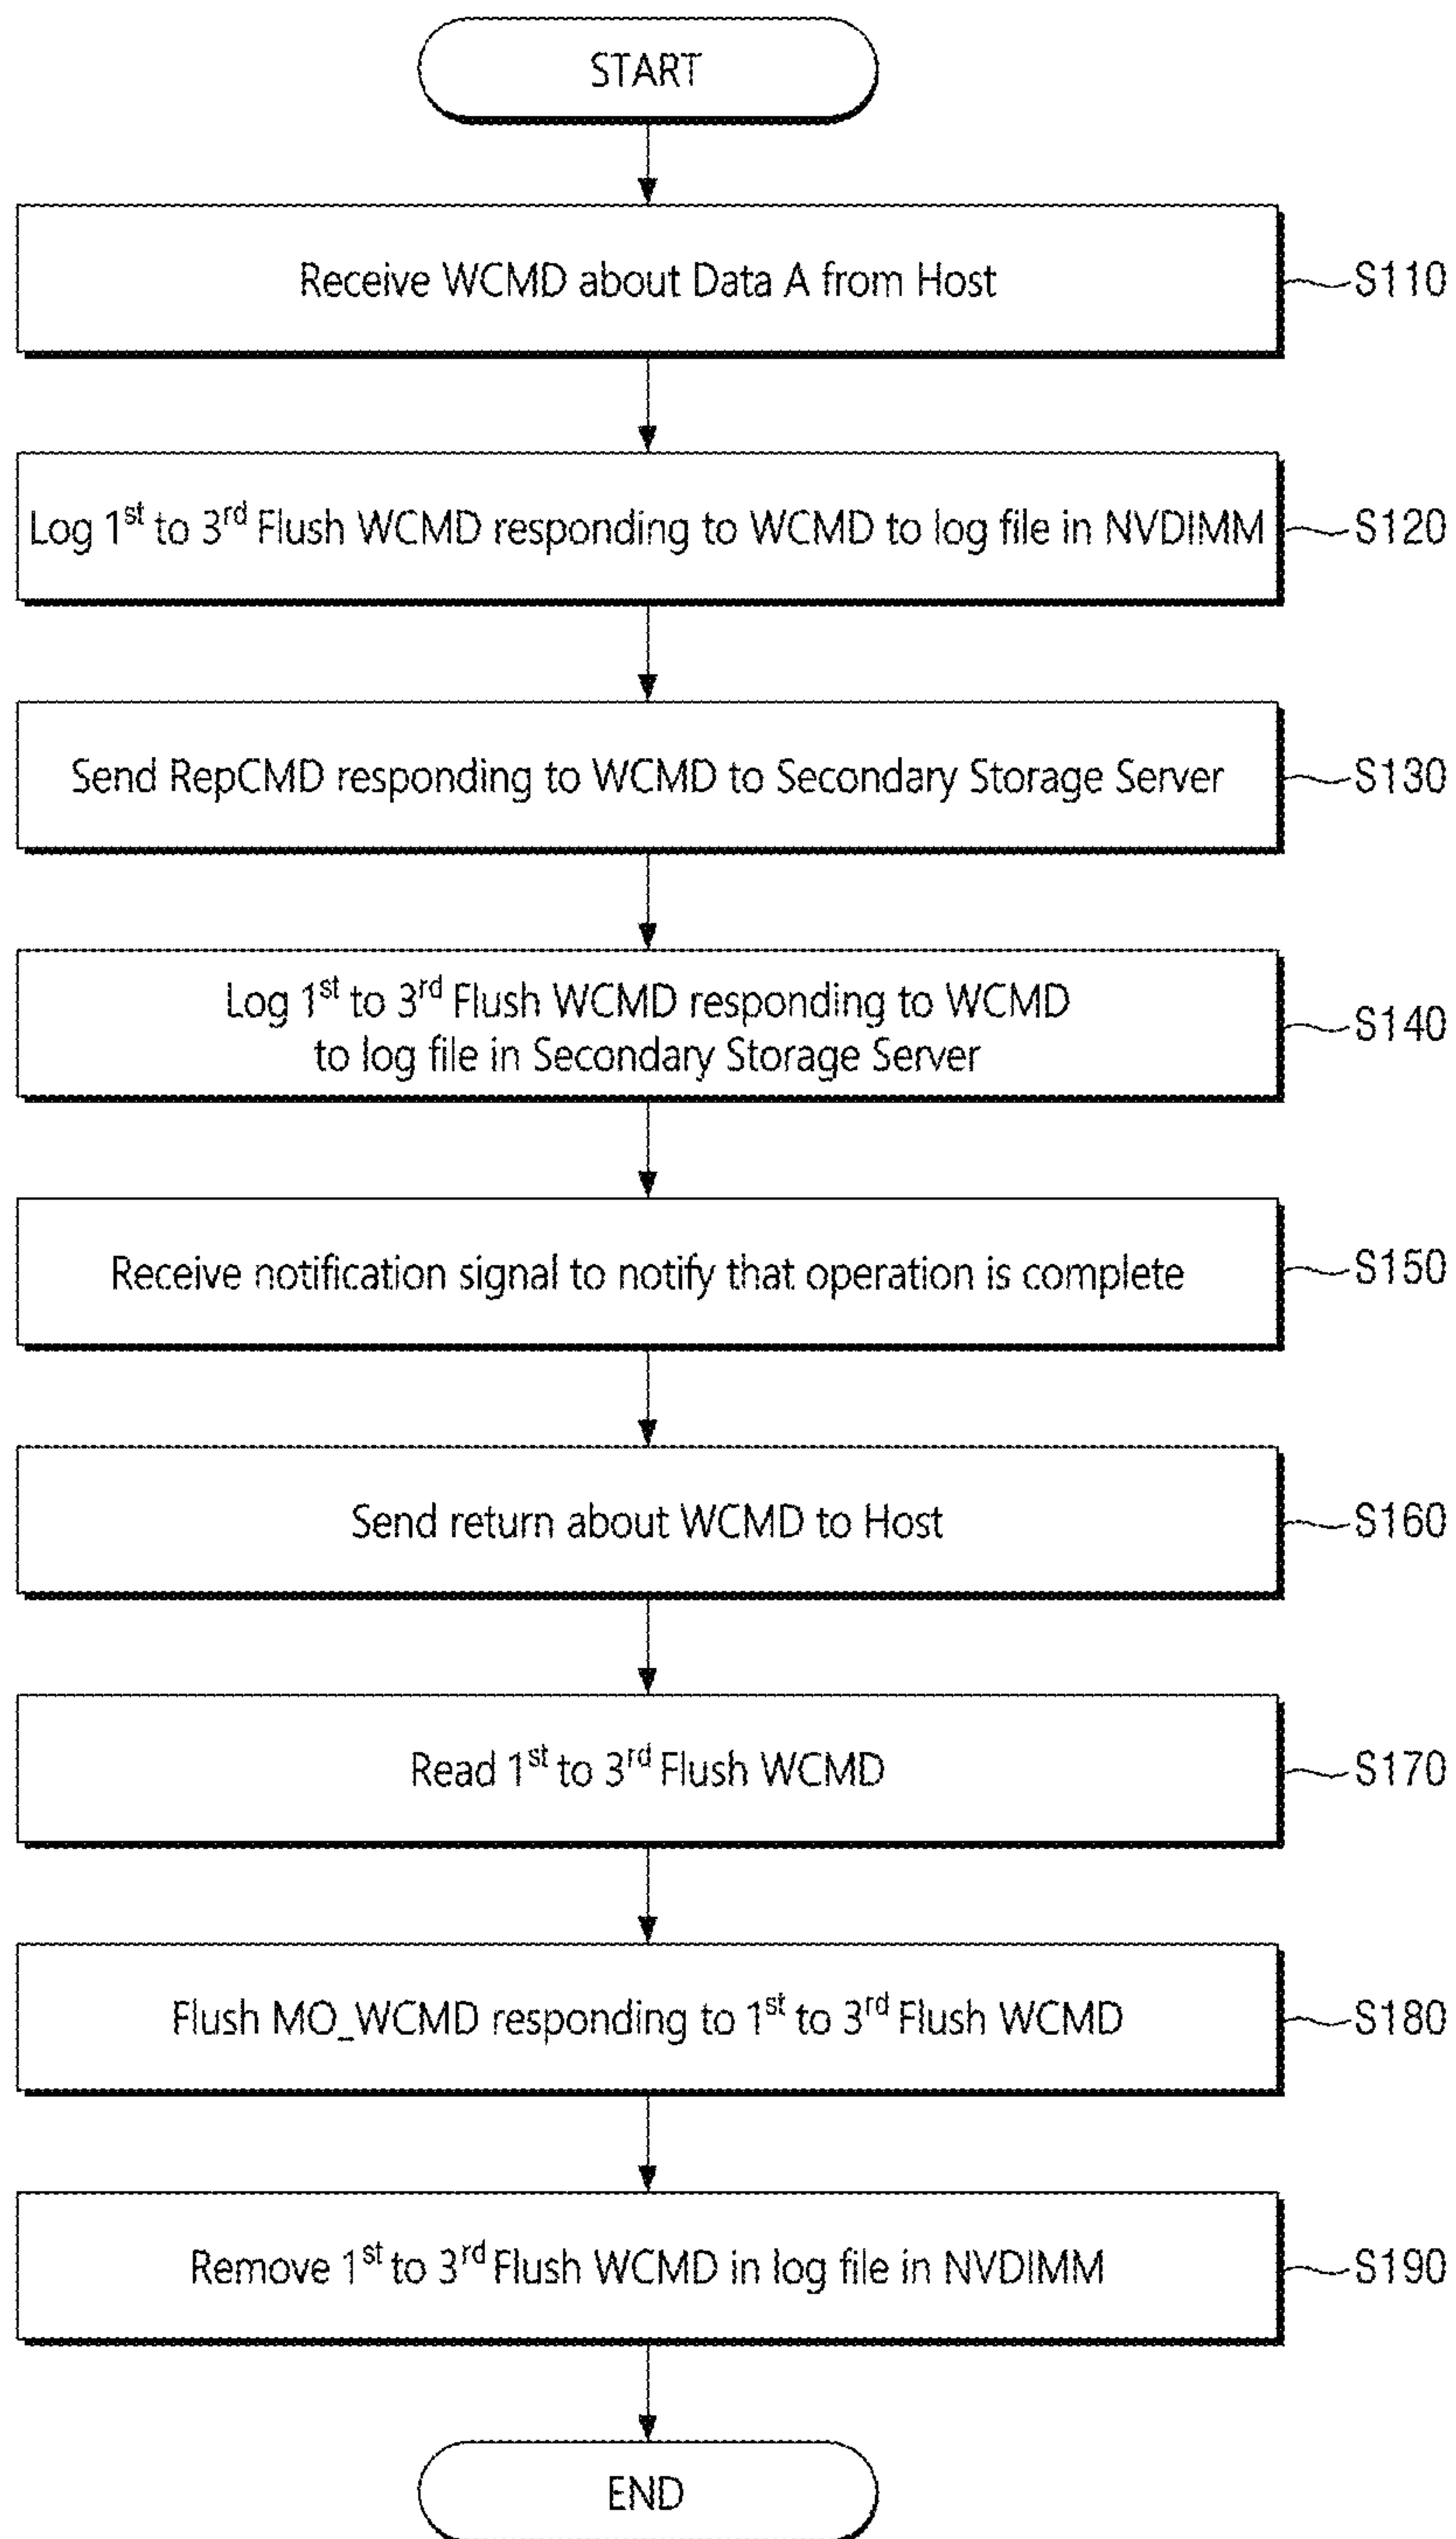 START
Receive WCMD about Data A from Host
S110
Log 1st to 3rd Flush WCMD responding to WCMD to log file in NVDIMM
S120
Send RepCMD responding to WCMD to Secondary Storage Server
S130
Log 1st to 3rd Flush WCMD responding to WCMD
to log file in Secondary Storage Server
S140
Receive notification signal to notify that operation is complete
S150
Send return about WCMD to Host
S160
Read 1st to 3rd Flush WCMD
S170
Flush MO_WCMD responding to 1st to 3rd Flush WCMD
S180
Remove 1st to 3rd Flush WCMD in log file in NVDIMM
S190
END